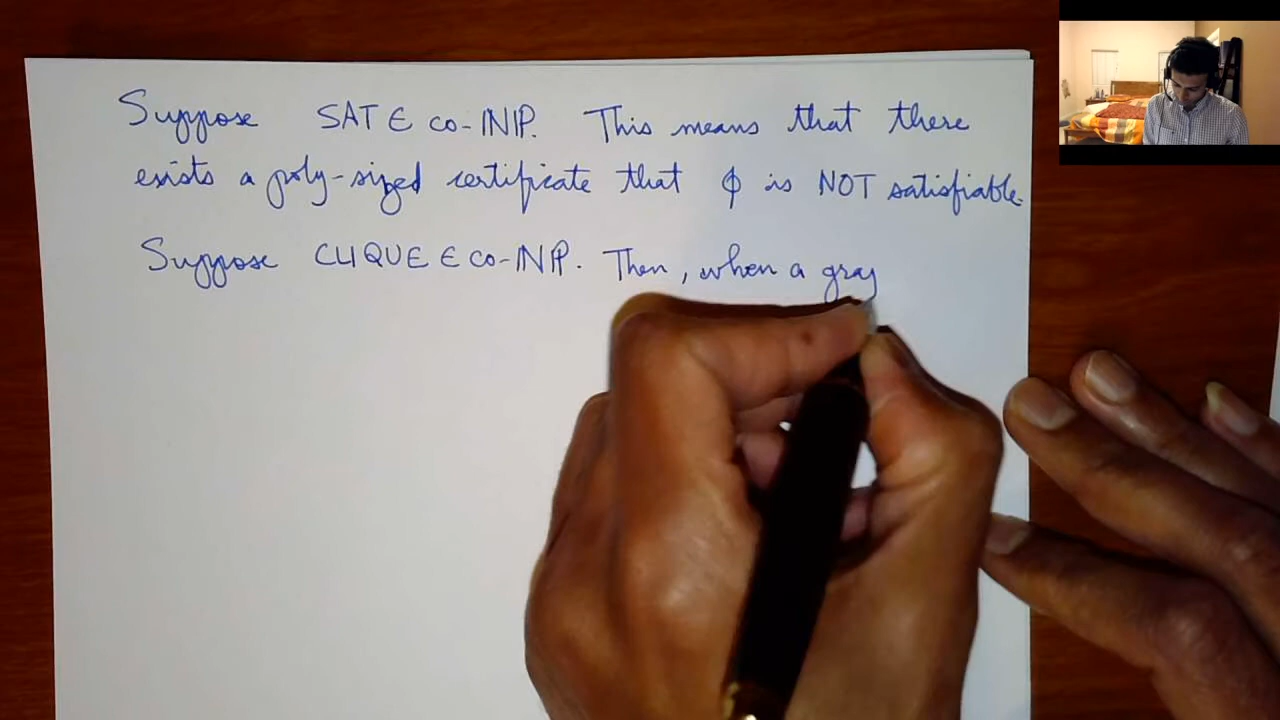 Suppose SAT ∈ co-NP. This means that there
exists a poly-sized certificate that ϕ is NOT satisfiable.
Suppose CLIQUE ∈ co-NP. Then, when a grap